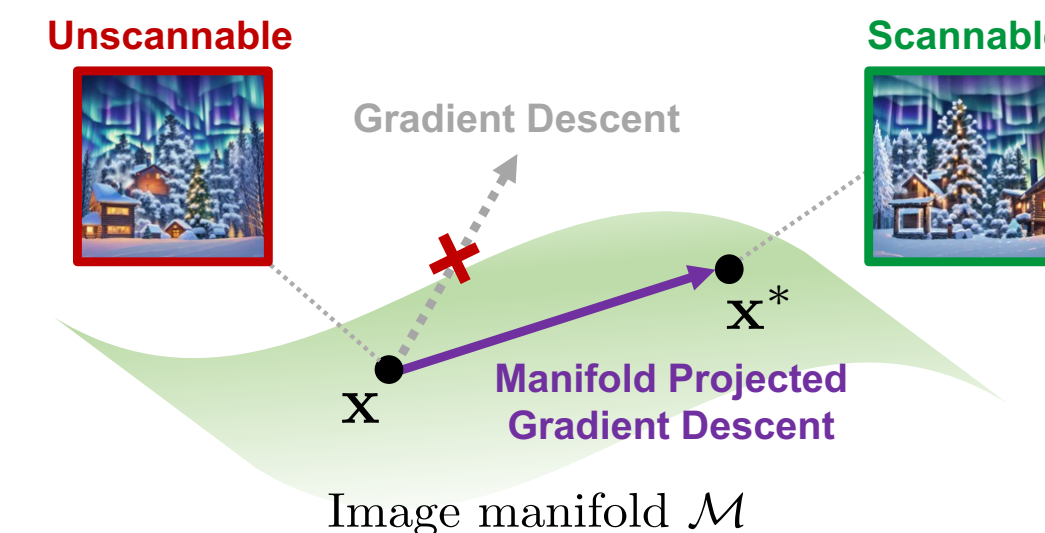 Unscannable
Scannabl
Gradient Descent
x*
Manifold Projected
Gradient Descent
x
Image manifold ℳ